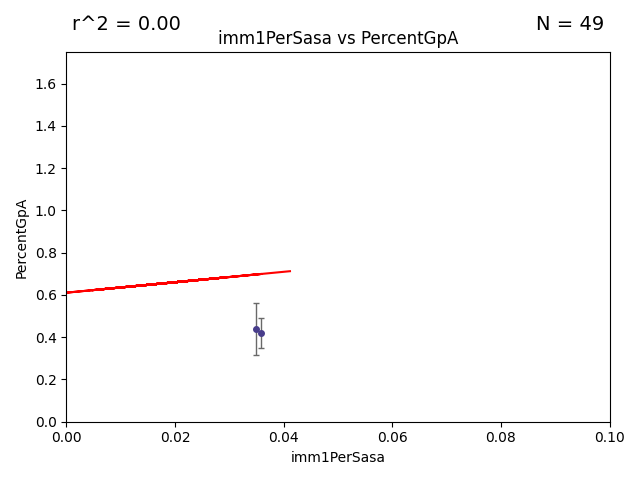 r^2 = 0.00
N = 49
imm1PerSasa vs PercentGpA
PercentGpA
1.6
1.4
1.2
1.0
0.8
0.6
0.4
0.2
0.0
0.00 0.02 0.04 0.06 0.08 0.10
imm1PerSasa